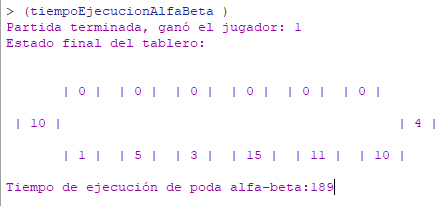 > (tiempoEjecucionAlfaBeta )
Partida terminada, ganó el jugador: 1
Estado final del tablero:
| 0 | | 0 | | 0 | | 0 | | 0 | | 0 |
| 10 | | 4 |
| 1 | | 5 | | 3 | | 15 | | 11 | | 10 |
Tiempo de ejecución de poda alfa-beta:189